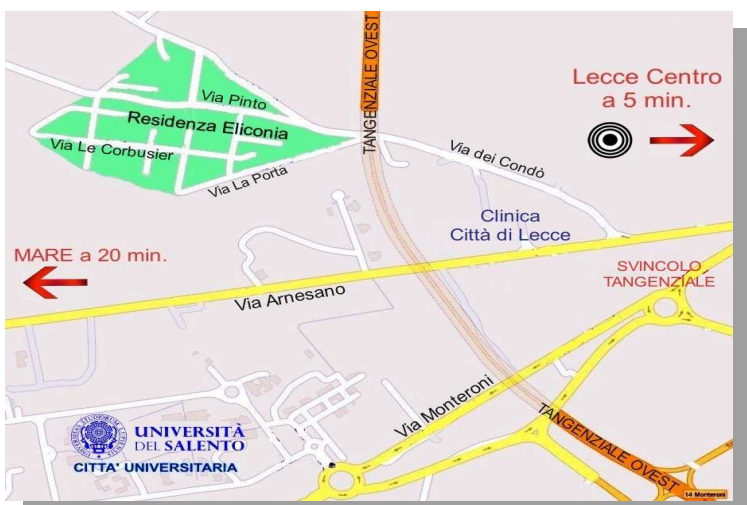 TANGENZIALE OVEST
Lecce Centro
a 5 min.
Via Pinto
Residenza Eliconia
Via Le Corbusier
Via La Porta
Via dei Condò
Clinica
Città di Lecce
MARE a 20 min.
SVINCOLO
TANGENZIALE
Via Arnesano
Via Monteroni
TANGENZIALE OVEST
UNIVERSITÀ
DEL SALENTO
CITTA' UNIVERSITARIA
14 Monteroni